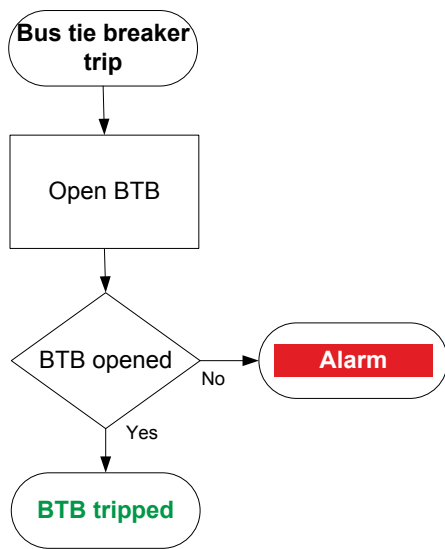 Bus tie breaker
trip
Open BTB
BTB opened
No
Alarm
Yes
BTB tripped